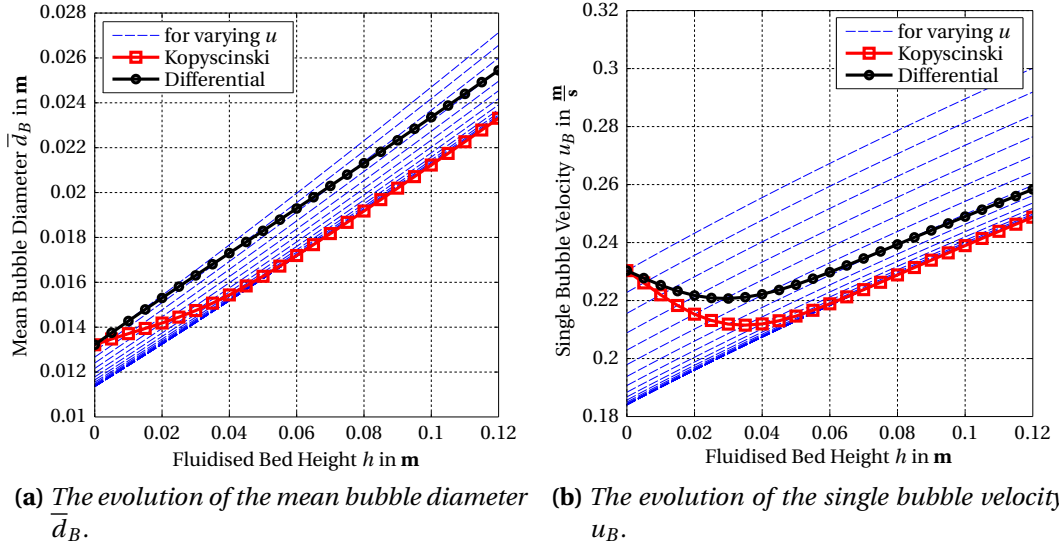 0.028
0.026
0.024
0.022
0.02
0.018
0.016
0.014
0.012
0.01
Mean Bubble Diameter d̅_B in m
for varying u
Kopyscinski
Differential
0 0.02 0.04 0.06 0.08 0.1 0.12
Fluidised Bed Height h in m
(a) The evolution of the mean bubble diameter
d̅_B.
0.32
0.3
0.28
0.26
0.24
0.22
0.2
0.18
Single Bubble Velocity u_B in m/s
for varying u
Kopyscinski
Differential
0 0.02 0.04 0.06 0.08 0.1 0.12
Fluidised Bed Height h in m
(b) The evolution of the single bubble velocity
u_B.